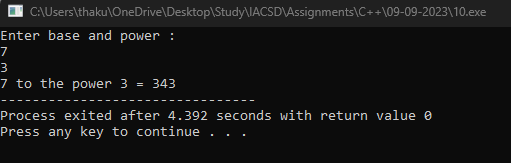 C:\Users\thaku\OneDrive\Desktop\Study\IACSD\Assignments\C++\09-09-2023\10.exe
Enter base and power :
7
3
7 to the power 3 = 343
--------------------------------
Process exited after 4.392 seconds with return value 0
Press any key to continue . . .